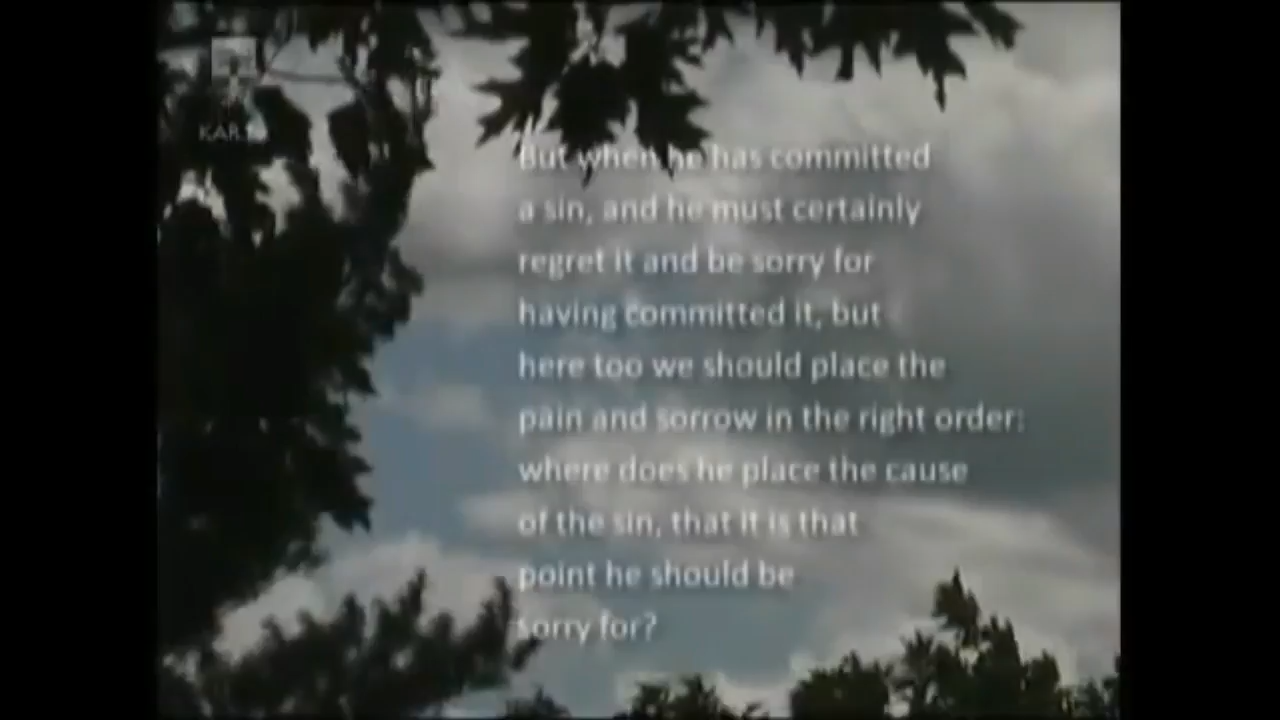 KAB.tv
But when he has committed
a sin, and he must certainly
regret it and be sorry for
having committed it, but
here too we should place the
pain and sorrow in the right order:
where does he place the cause
of the sin, that it is that
point he should be
sorry for?